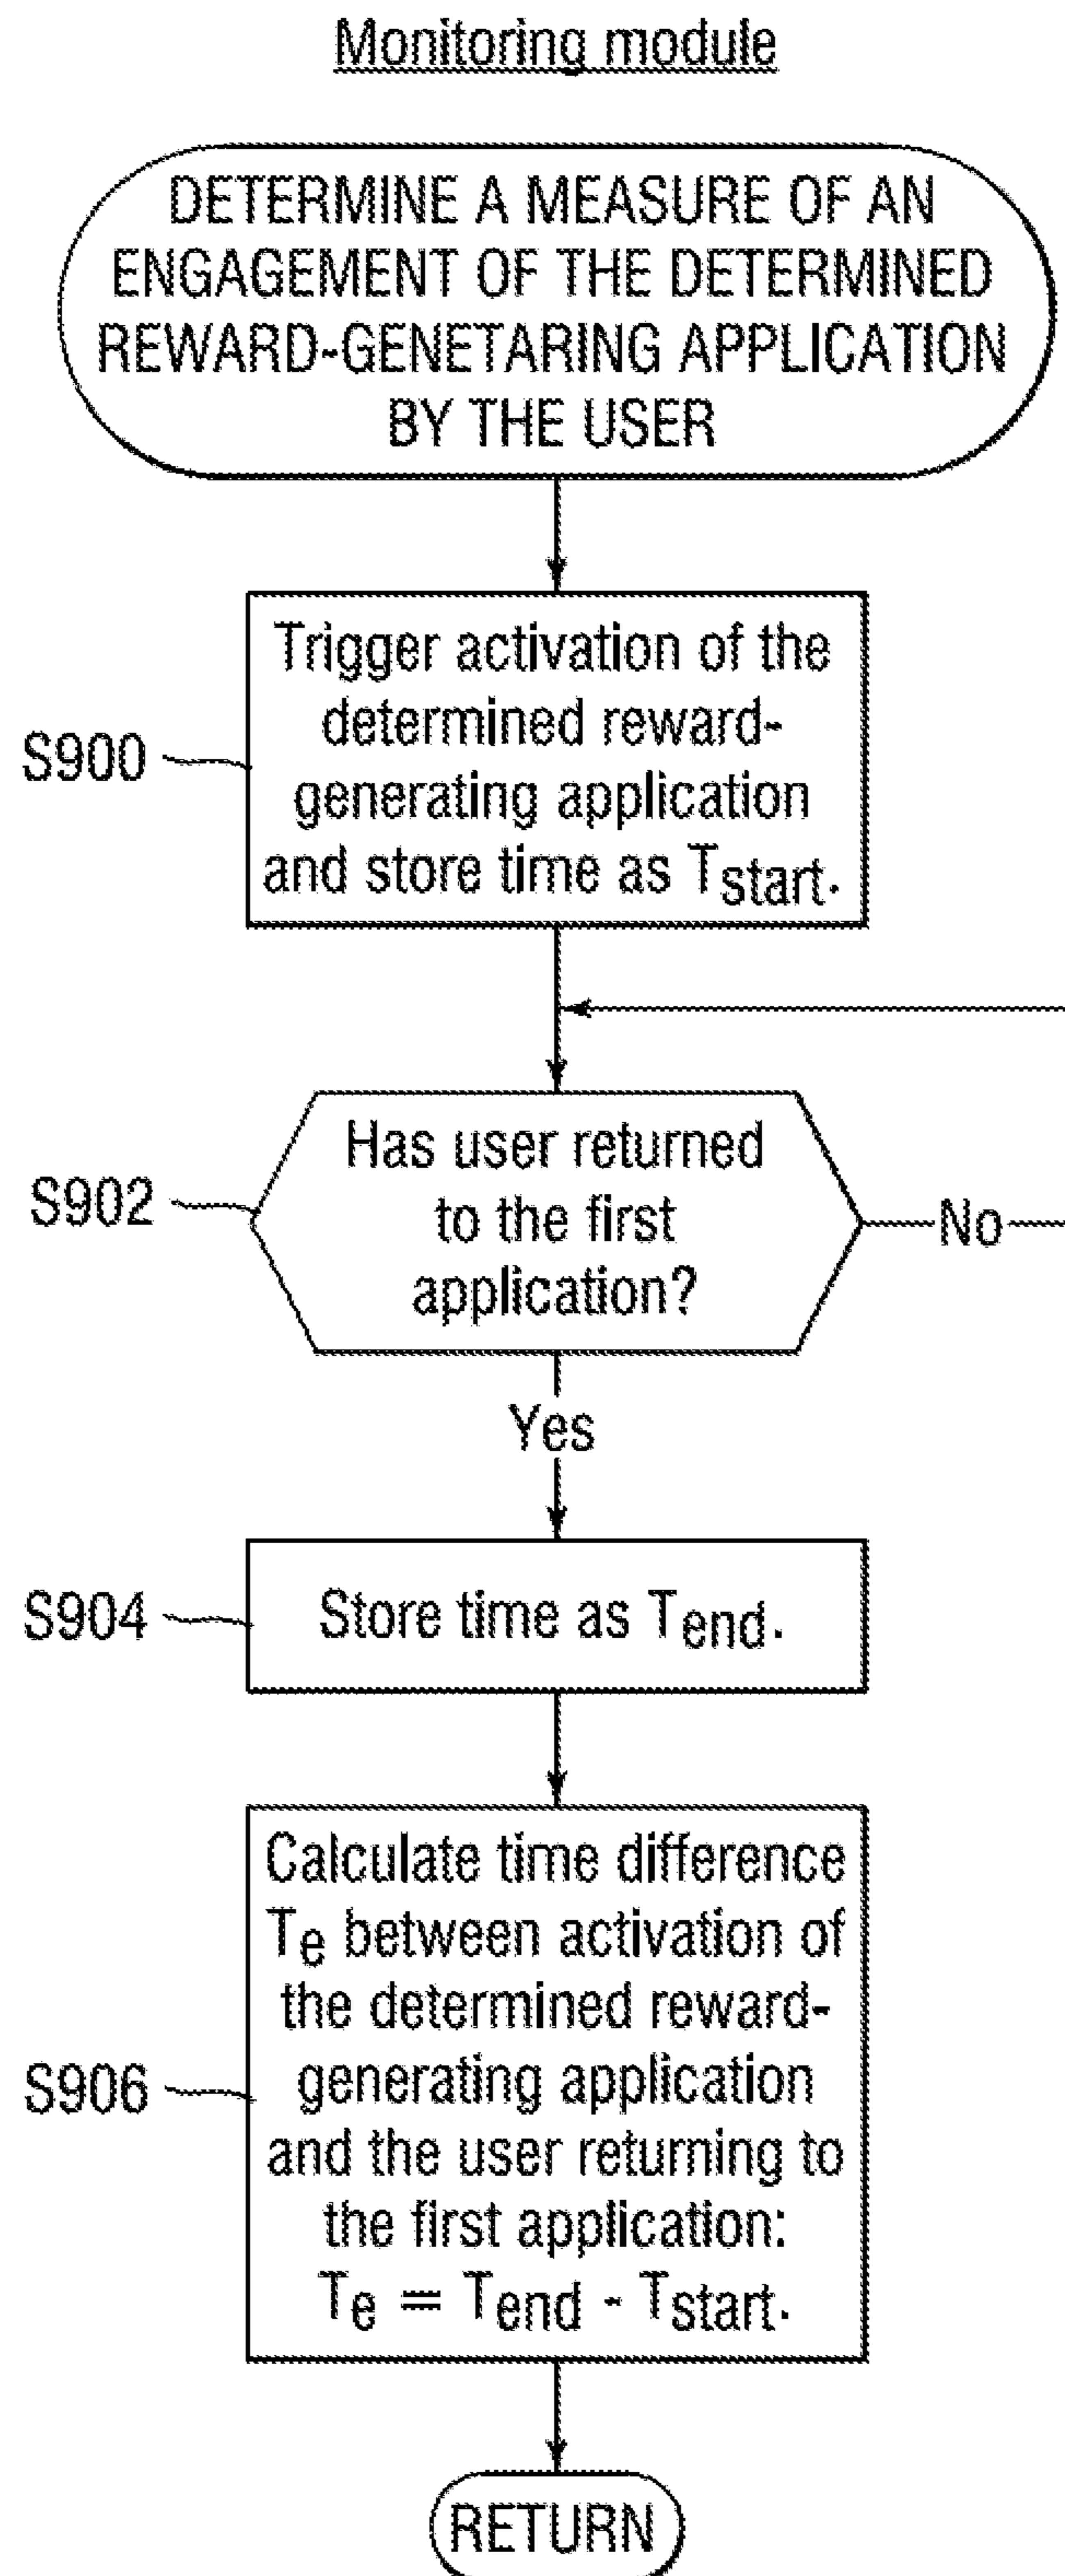 Monitoring module
DETERMINE A MEASURE OF AN
ENGAGEMENT OF THE DETERMINED
REWARD-GENETARING APPLICATION
BY THE USER
S900
Trigger activation of the
determined reward-
generating application
and store time as Tstart.
S902
Has user returned
to the first
application?
No
Yes
S904
Store time as Tend.
S906
Calculate time difference
Te between activation of
the determined reward-
generating application
and the user returning to
the first application:
Te = Tend - Tstart.
RETURN